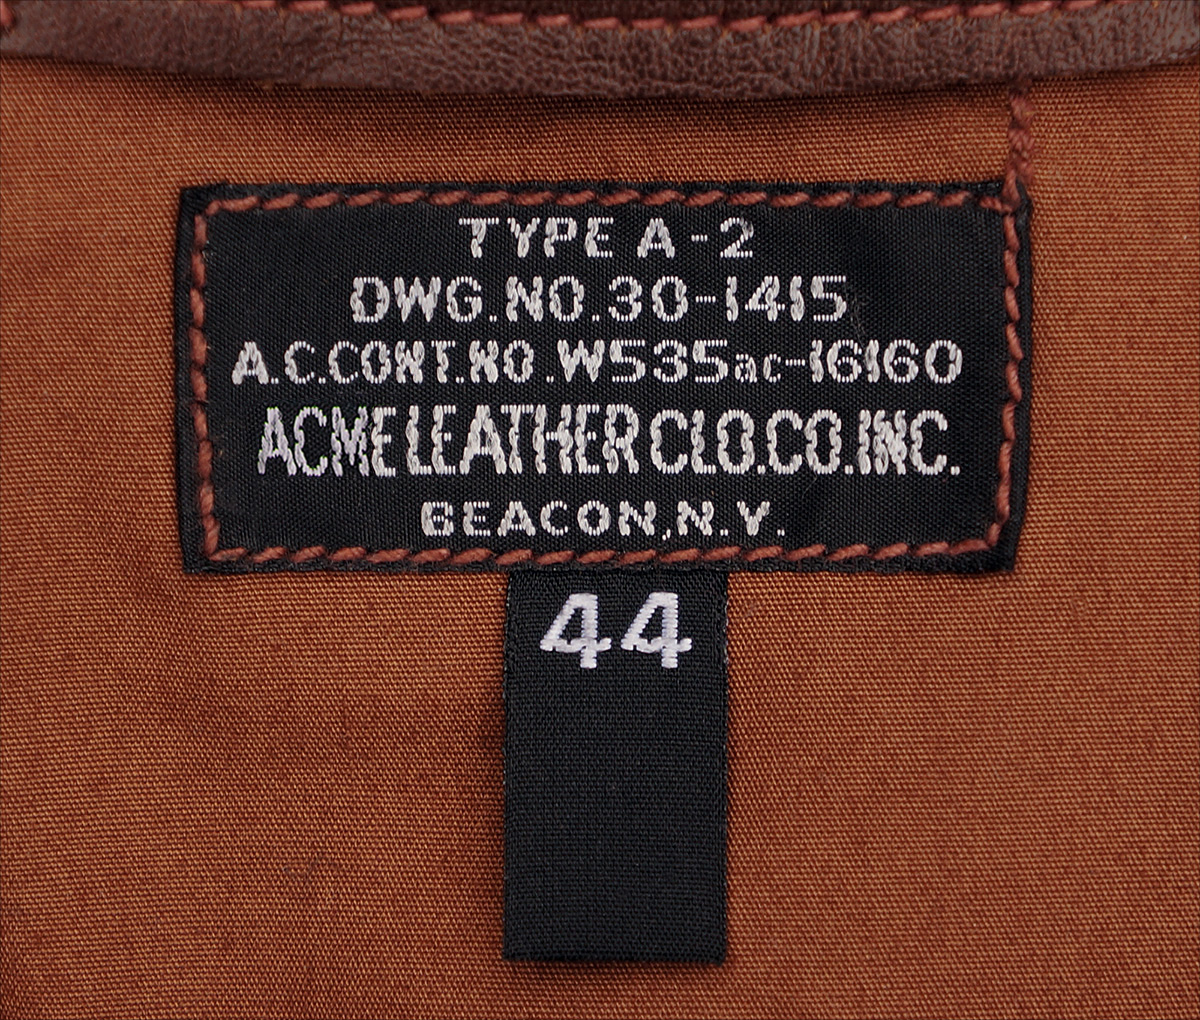 TYPE A-2
DWG.NO.30-1415
A.C.CONT.NO.W535ac-16160
ACME LEATHER CLO.CO.INC.
BEACON,N.Y.
44